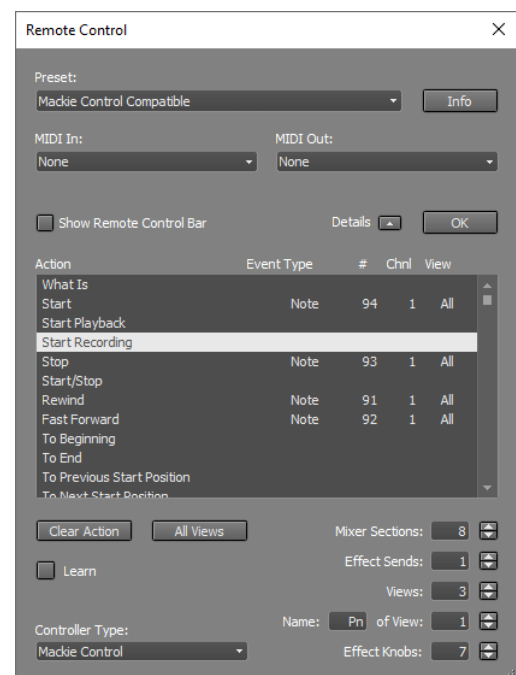 Remote Control
Preset:
Mackie Control Compatible Info
MIDI In: MIDI Out:
None None
Show Remote Control Bar Details OK
Action Event Type # Chnl View
What Is
Start Note 94 1 All
Start Playback
Start Recording
Stop Note 93 1 All
Start/Stop
Rewind Note 91 1 All
Fast Forward Note 92 1 All
To Beginning
To End
To Previous Start Position
To Next Start Position
Clear Action All Views Mixer Sections: 8
Learn Effect Sends: 1
Views: 3
Name: Pn of View: 1
Controller Type:
Mackie Control Effect Knobs: 7